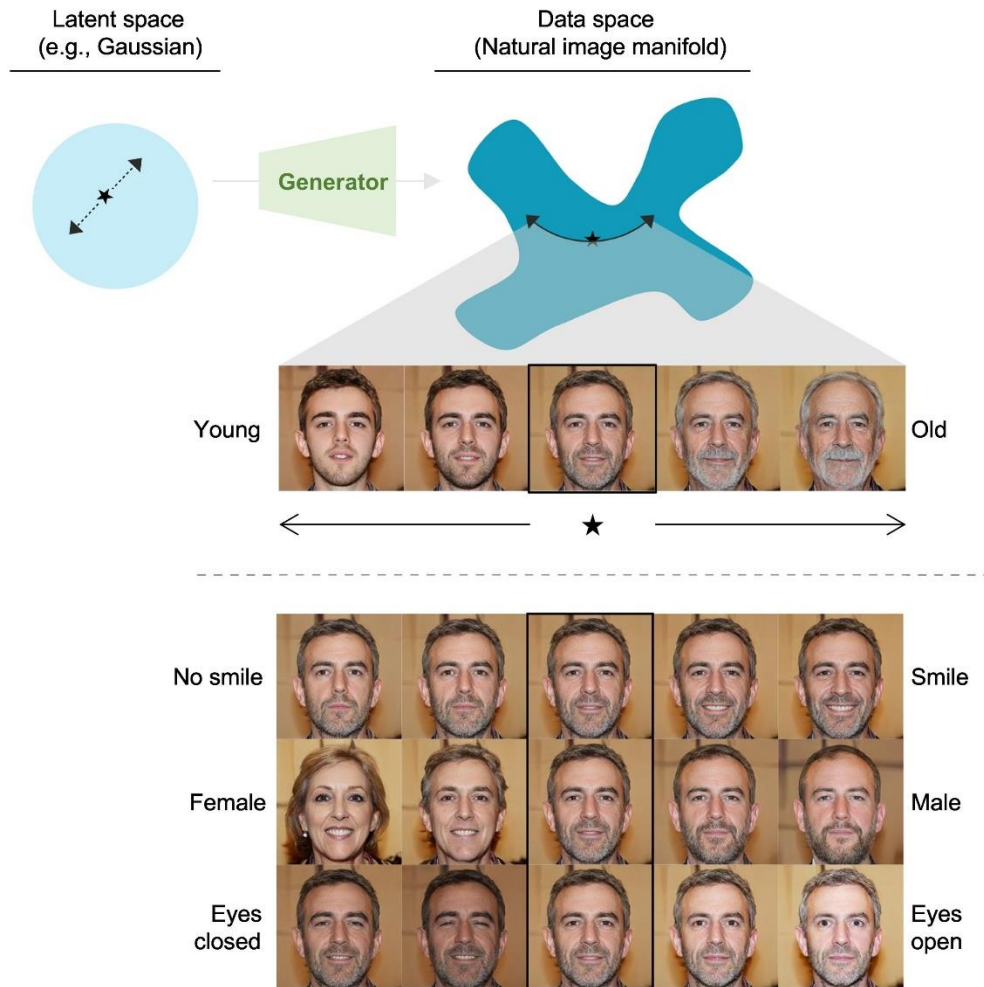 Latent space
(e.g., Gaussian)
Data space
(Natural image manifold)
Generator
Young
Old
No smile
Smile
Female
Male
Eyes
closed
Eyes
open